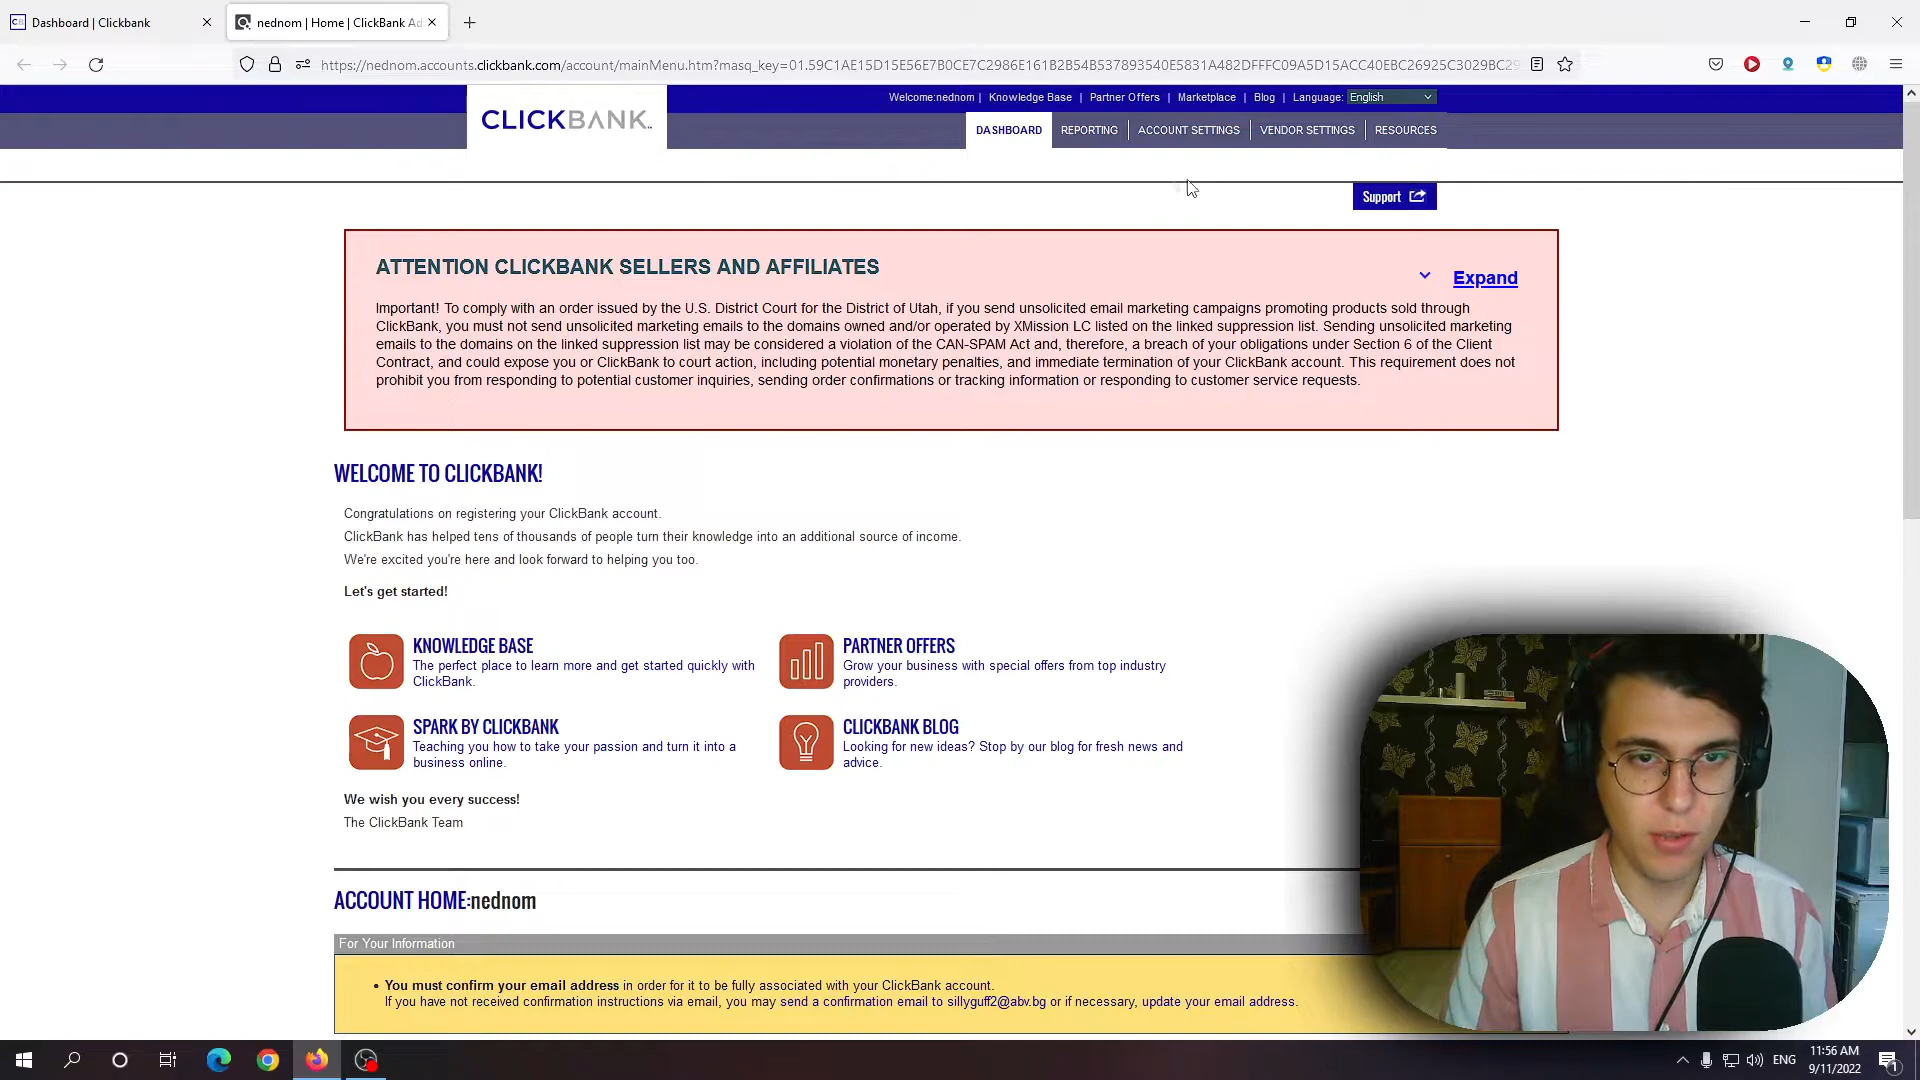 Dashboard | Clickbank
nednom | Home | ClickBank Ad
https://nednom.accounts.clickbank.com/account/mainMenu.htm?masq_key=01.59C1AE15D15E56E7B0CE7C2986E161B2B54B537893540E5831A482DFFFC09A5D15ACC40EBC26925C3029BC29
Welcome:nednom | Knowledge Base | Partner Offers | Marketplace | Blog | Language: English
CLICKBANK
DASHBOARD REPORTING ACCOUNT SETTINGS VENDOR SETTINGS RESOURCES
Support
ATTENTION CLICKBANK SELLERS AND AFFILIATES
Expand
Important! To comply with an order issued by the U.S. District Court for the District of Utah, if you send unsolicited email marketing campaigns promoting products sold through
ClickBank, you must not send unsolicited marketing emails to the domains owned and/or operated by XMission LC listed on the linked suppression list. Sending unsolicited marketing
emails to the domains on the linked suppression list may be considered a violation of the CAN-SPAM Act and, therefore, a breach of your obligations under Section 6 of the Client
Contract, and could expose you or ClickBank to court action, including potential monetary penalties, and immediate termination of your ClickBank account. This requirement does not
prohibit you from responding to potential customer inquiries, sending order confirmations or tracking information or responding to customer service requests.
WELCOME TO CLICKBANK!
Congratulations on registering your ClickBank account.
ClickBank has helped tens of thousands of people turn their knowledge into an additional source of income.
We're excited you're here and look forward to helping you too.
Let's get started!
KNOWLEDGE BASE
The perfect place to learn more and get started quickly with
ClickBank.
PARTNER OFFERS
Grow your business with special offers from top industry
providers.
SPARK BY CLICKBANK
Teaching you how to take your passion and turn it into a
business online.
CLICKBANK BLOG
Looking for new ideas? Stop by our blog for fresh news and
advice.
We wish you every success!
The ClickBank Team
ACCOUNT HOME:nednom
For Your Information
• You must confirm your email address in order for it to be fully associated with your ClickBank account.
If you have not received confirmation instructions via email, you may send a confirmation email to sillyguff2@abv.bg or if necessary, update your email address.
ENG
11:56 AM
9/11/2022
1